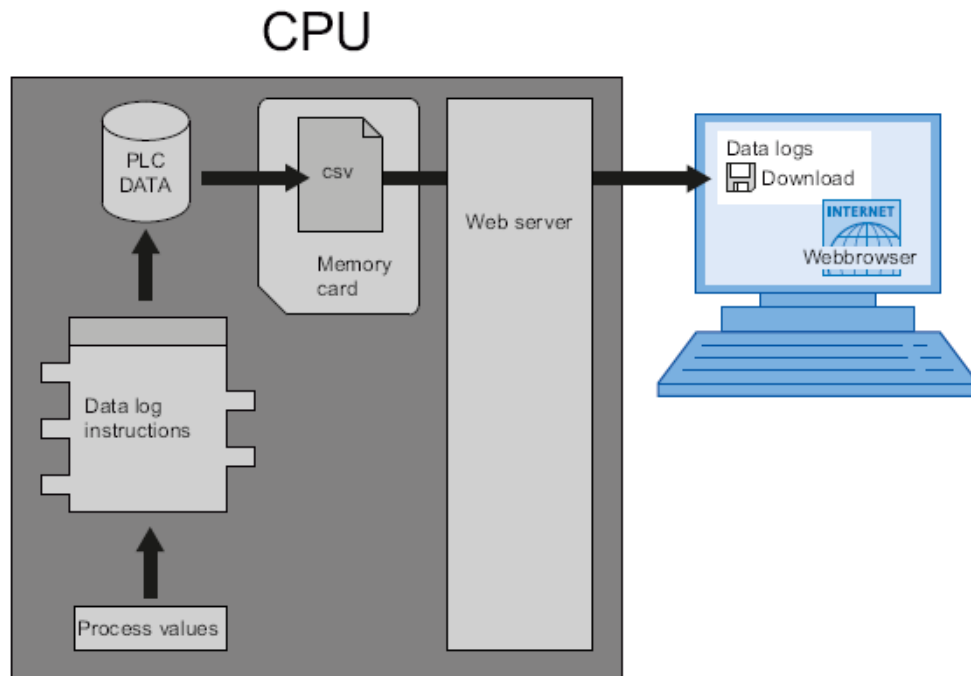 CPU
PLC
DATA
csv
Memory
card
Web server
Data logs
Download
INTERNET
Webbrowser
Data log
instructions
Process values